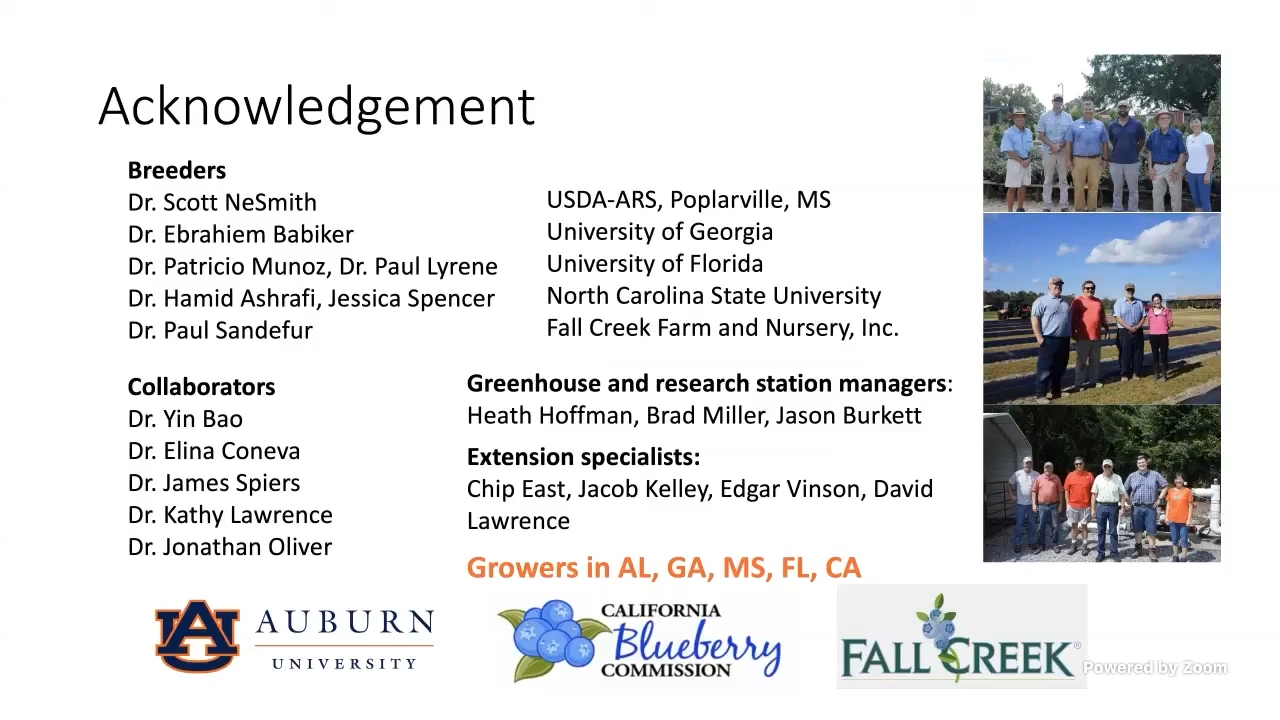 Acknowledgement
Breeders
Dr. Scott NeSmith
Dr. Ebrahiem Babiker
Dr. Patricio Munoz, Dr. Paul Lyrene
Dr. Hamid Ashrafi, Jessica Spencer
Dr. Paul Sandefur
USDA-ARS, Poplarville, MS
University of Georgia
University of Florida
North Carolina State University
Fall Creek Farm and Nursery, Inc.
Collaborators
Dr. Yin Bao
Dr. Elina Coneva
Dr. James Spiers
Dr. Kathy Lawrence
Dr. Jonathan Oliver
Greenhouse and research station managers:
Heath Hoffman, Brad Miller, Jason Burkett
Extension specialists:
Chip East, Jacob Kelley, Edgar Vinson, David
Lawrence
Growers in AL, GA, MS, FL, CA
AU
AUBURN
UNIVERSITY
CALIFORNIA
Blueberry
COMMISSION
FALL CREEK®
Powered by Zoom